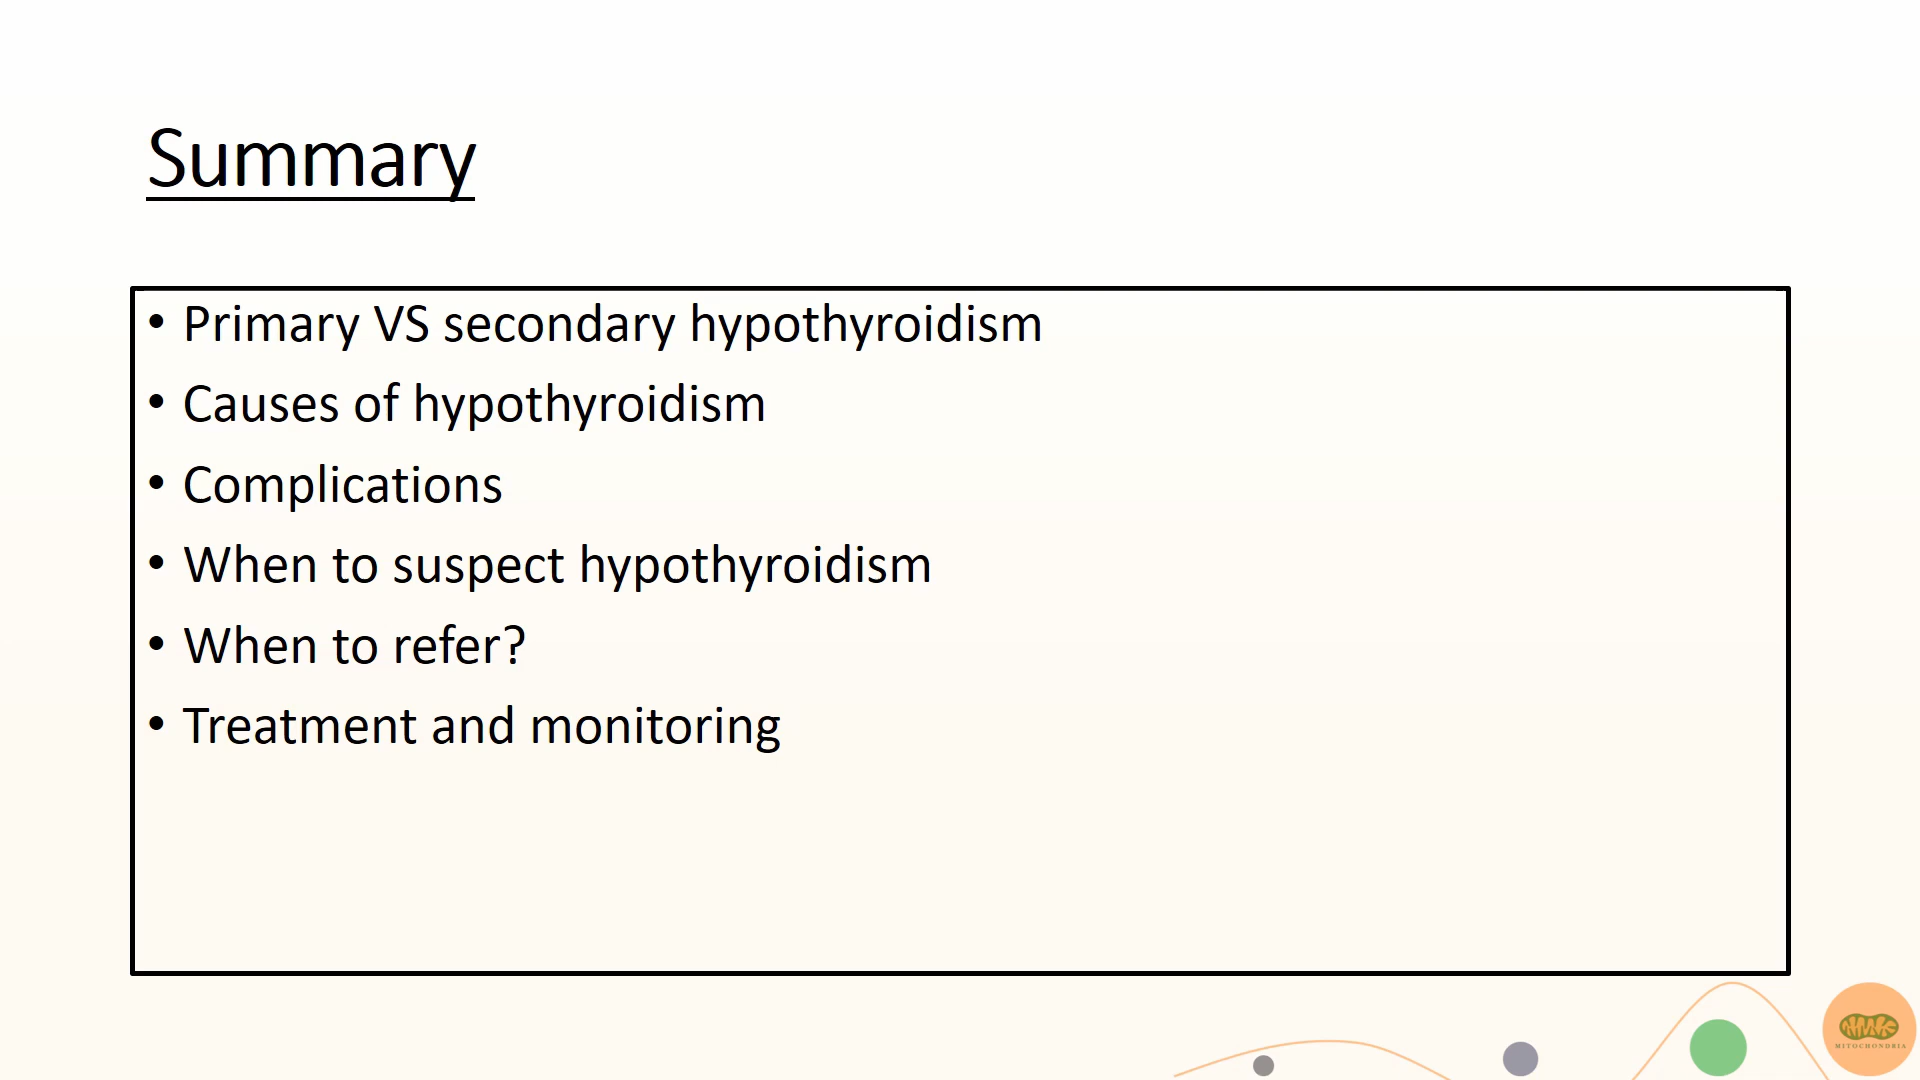 Summary
• Primary VS secondary hypothyroidism
• Causes of hypothyroidism
• Complications
• When to suspect hypothyroidism
• When to refer?
• Treatment and monitoring
MITOCHONDRIA